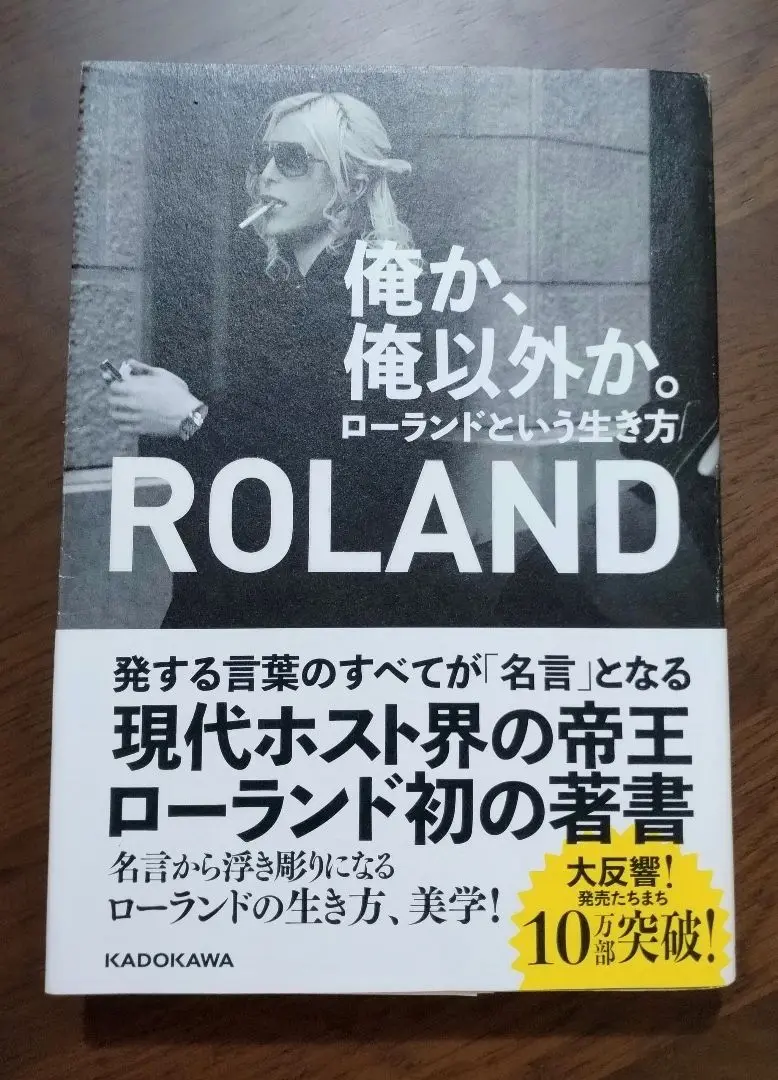 俺か、
俺以外か。
ローランドという生き方
ROLAND
発する言葉のすべてが「名言」となる
現代ホスト界の帝王
ローランド初の著書
名言から浮き彫りになる
ローランドの生き方、美学!
大反響!
発売たちまち
10万部突破!
KADOKAWA